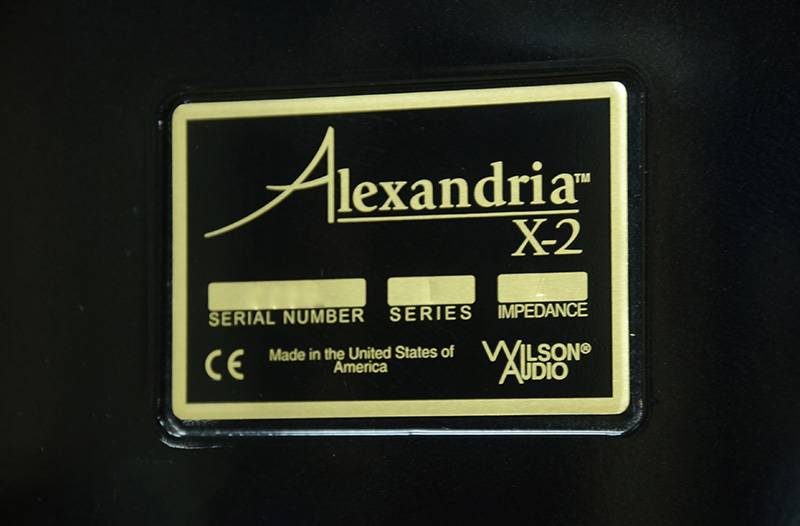 Alexandria™
X-2
SERIAL NUMBER SERIES IMPEDANCE
CE Made in the United States of America
WILSON AUDIO®